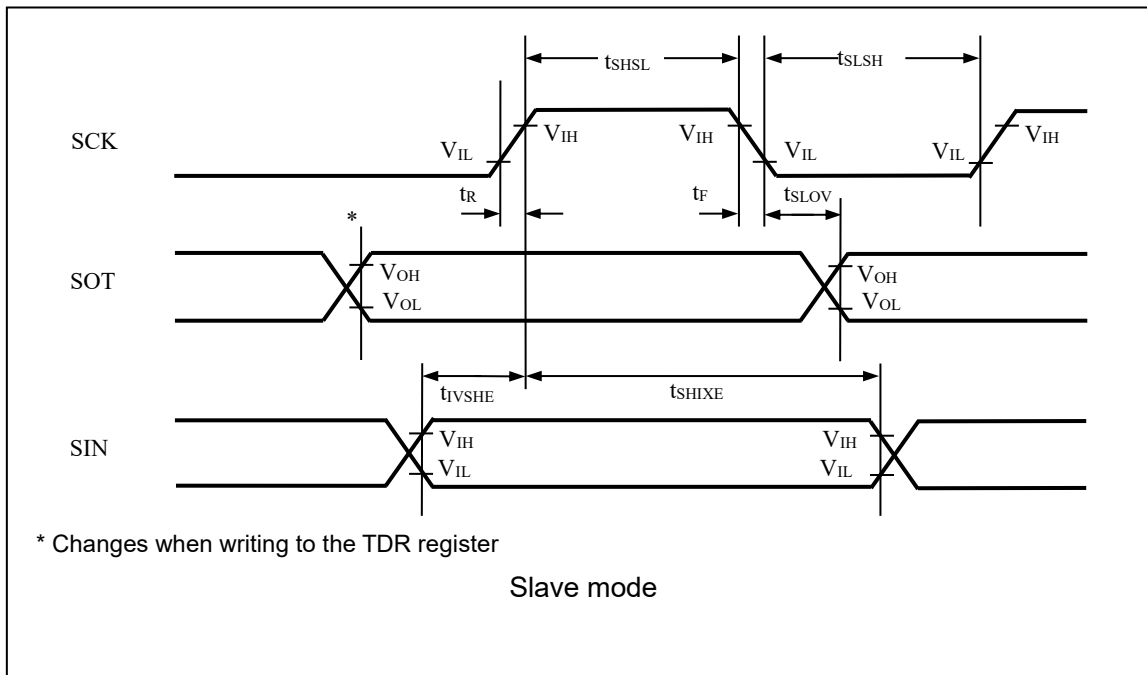 tSHSL
tSLSH
SCK
VIH
VIH
VIH
VIL
VIL
VIL
tR
tF
tSLOV
*
SOT
VOH
VOL
VOH
VOL
tIVSHE
tSHIXE
SIN
VIH
VIL
VIH
VIL
* Changes when writing to the TDR register
Slave mode